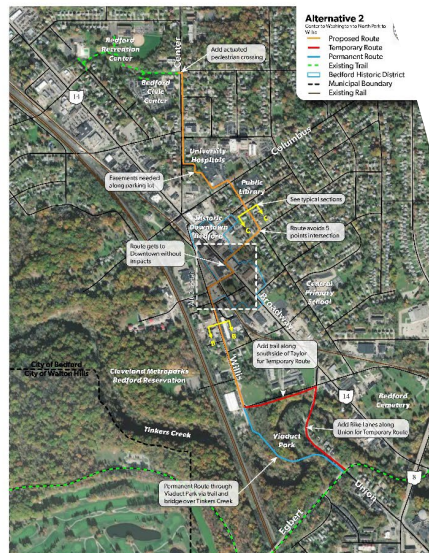 Alternative 2
Center to Washington to North Park to
Willis
Proposed Route
Temporary Route
Permanent Route
Existing Trail
Bedford Historic District
Municipal Boundary
Existing Rail
Bedford
Recreation
Center
Center
Add actuated
pedestrian crossing
14
Bedford
Civic
Center
University
Hospitals
Columbus
Easements needed
along parking lot
Public
Library
See typical sections
Historic
Downtown
Bedford
Route avoids 5
points intersection
Route gets to
Downtown without
impacts
Broadway
Central
Primary
School
Willis
Add trail along
southside of Taylor
for Temporary Route
City of Bedford
City of Walton Hills
Cleveland Metroparks
Bedford Reservation
14
Bedford
Cemetery
Tinkers Creek
Viaduct
Park
Add Bike lanes along
Union for Temporary Route
Permanent Route through
Viaduct Park via trail and
bridge over Tinkers Creek
Union
8
Egbert